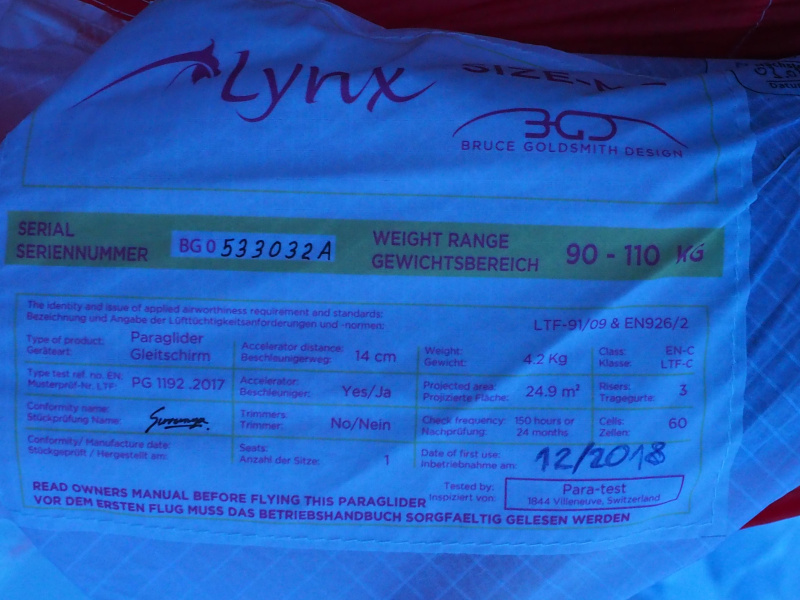 Lynx
SIZE-M
BGD
BRUCE GOLDSMITH DESIGN
SERIAL
SERIENNUMMER
BG0 533032A
WEIGHT RANGE
GEWICHTSBEREICH
90 - 110 KG
The identity and issue of applied airworthiness requirament and standards:
Bezeichnung und Angabe der Lüfttüchtigkeitsanforderungen und -normen:
LTF-91/09 & EN926/2
Type of product:
Geräteart:
Paraglider
Gleitschirm
Accelerator distance:
Beschleunigerweg:
14 cm
Weight:
Gewicht:
4.2 Kg
Class:
Klasse:
EN-C
LTF-C
Type test ref. no. EN:
Musterprüf-Nr. LTF:
PG 1192 .2017
Accelerator:
Beschleuniger:
Yes/Ja
Projected area:
Projizierte Fläche:
24.9 m²
Risers:
Tragegurte:
3
Conformity name:
Stückprüfung Name:
Trimmers:
Trimmer:
No/Nein
Check frequency:
Nachprüfung:
150 hours or
24 months
Cells:
Zellen:
60
Conformity/ Manufacture date:
Stückgeprüft / Hergestellt am:
Seats:
Anzahl der Sitze:
1
Date of first use:
Inbetriebnahme am:
12/2018
Tested by:
Inspiziert von:
Para-test
1844 Villeneuve, Switzerland
READ OWNERS MANUAL BEFORE FLYING THIS PARAGLIDER
VOR DEM ERSTEN FLUG MUSS DAS BETRIEBSHANDBUCH SORGFAELTIG GELESEN WERDEN